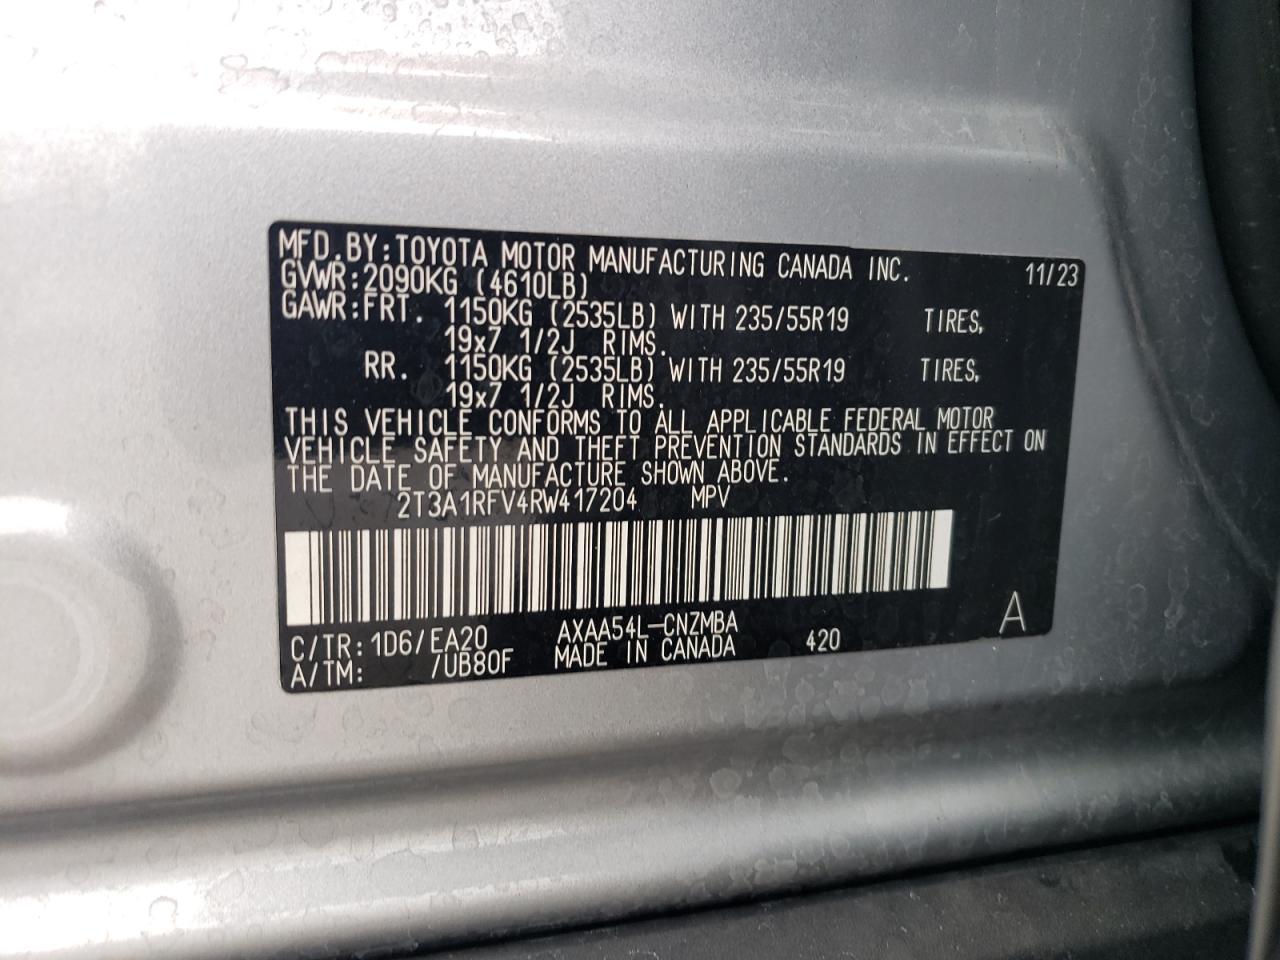 MFD.BY:TOYOTA MOTOR MANUFACTURING CANADA INC. 11/23
GVWR:2090KG (4610LB)
GAWR:FRT. 1150KG (2535LB) WITH 235/55R19 TIRES,
19x7 1/2J RIMS.
RR. 1150KG (2535LB) WITH 235/55R19 TIRES,
19x7 1/2J RIMS.
THIS VEHICLE CONFORMS TO ALL APPLICABLE FEDERAL MOTOR
VEHICLE SAFETY AND THEFT PREVENTION STANDARDS IN EFFECT ON
THE DATE OF MANUFACTURE SHOWN ABOVE.
2T3A1RFV4RW417204 MPV
C/TR:1D6/EA20 AXAA54L-CNZMBA A
A/TM: /UB80F MADE IN CANADA 420